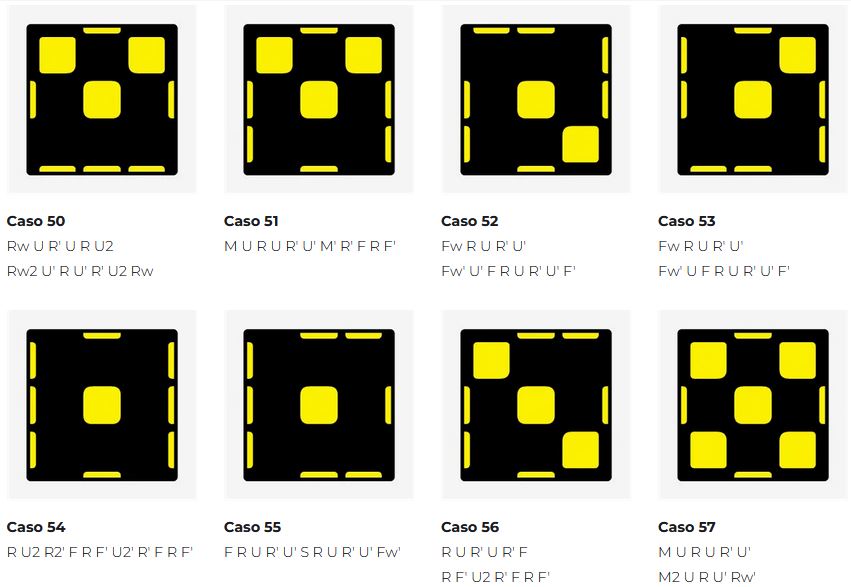 Caso 50
Rw U R' U R U2
Rw2 U' R U' R' U2 Rw
Caso 51
M U R U R' U' M' R' F R F'
Caso 52
Fw R U R' U'
Fw' U' F R U R' U' F'
Caso 53
Fw R U R' U'
Fw' U F R U R' U' F'
Caso 54
R U2 R2' F R F' U2' R' F R F'
Caso 55
F R U R' U' S R U R' U' Fw'
Caso 56
R U R' U R' F
R F' U2 R' F R F'
Caso 57
M U R U R' U'
M2 U R U' Rw'